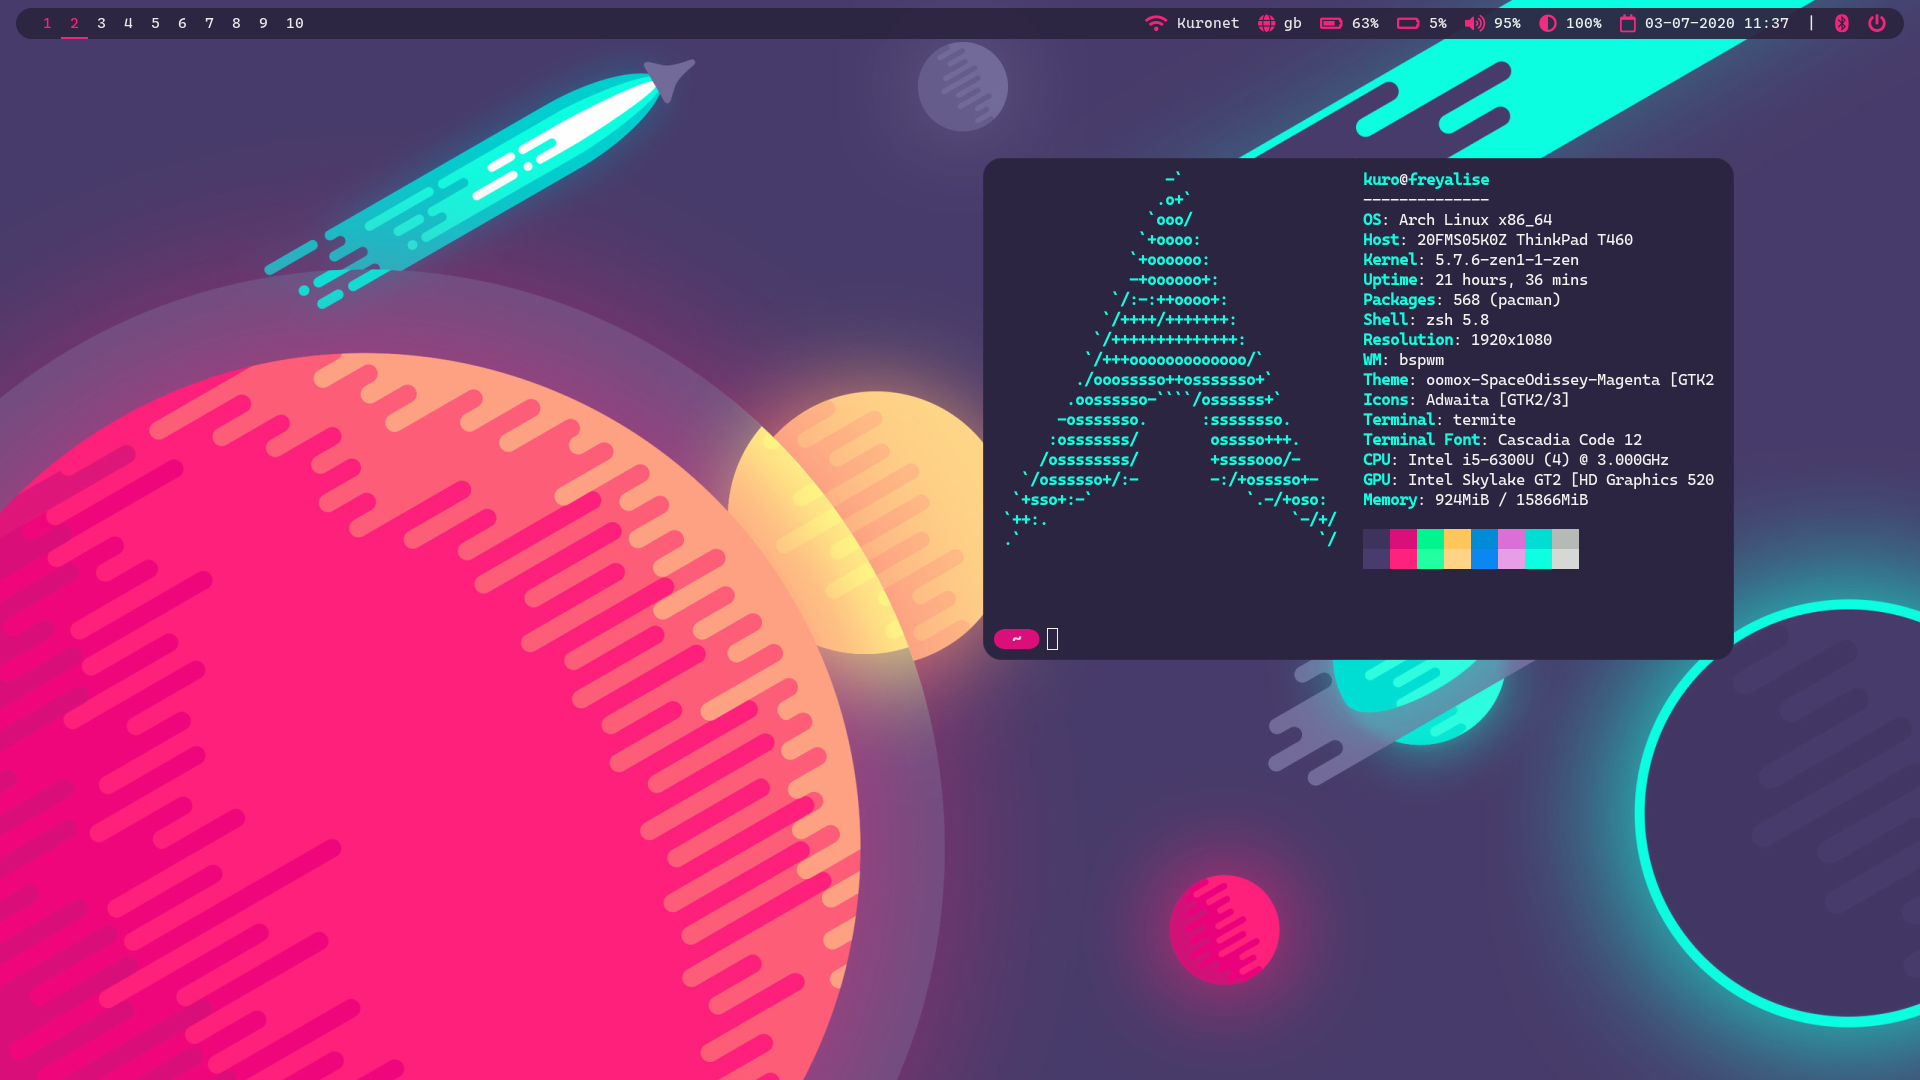 1 2 3 4 5 6 7 8 9 10 Kuronet gb 63% 5% 95% 100% 03-07-2020 11:37 |
-`
.o+`
`ooo/
`+oooo:
`+oooooo:
-+oooooo+:
`/:-:++oooo+:
`/++++/+++++++:
`/++++++++++++++:
`/+++ooooooooooooo/`
./ooosssso++osssssso+`
.oossssso-````/ossssss+`
-osssssso. :ssssssso.
:osssssss/ osssso+++.
/ossssssss/ +ssssooo/-
`/ossssso+/:- -:/+osssso+-
`+sso+:-` `.-/+oso:
`++:. `-/+/
.` `/
kuro@freyalise
--------------
OS: Arch Linux x86_64
Host: 20FMS05K0Z ThinkPad T460
Kernel: 5.7.6-zen1-1-zen
Uptime: 21 hours, 36 mins
Packages: 568 (pacman)
Shell: zsh 5.8
Resolution: 1920x1080
WM: bspwm
Theme: oomox-SpaceOdissey-Magenta [GTK2
Icons: Adwaita [GTK2/3]
Terminal: termite
Terminal Font: Cascadia Code 12
CPU: Intel i5-6300U (4) @ 3.000GHz
GPU: Intel Skylake GT2 [HD Graphics 520
Memory: 924MiB / 15866MiB
~